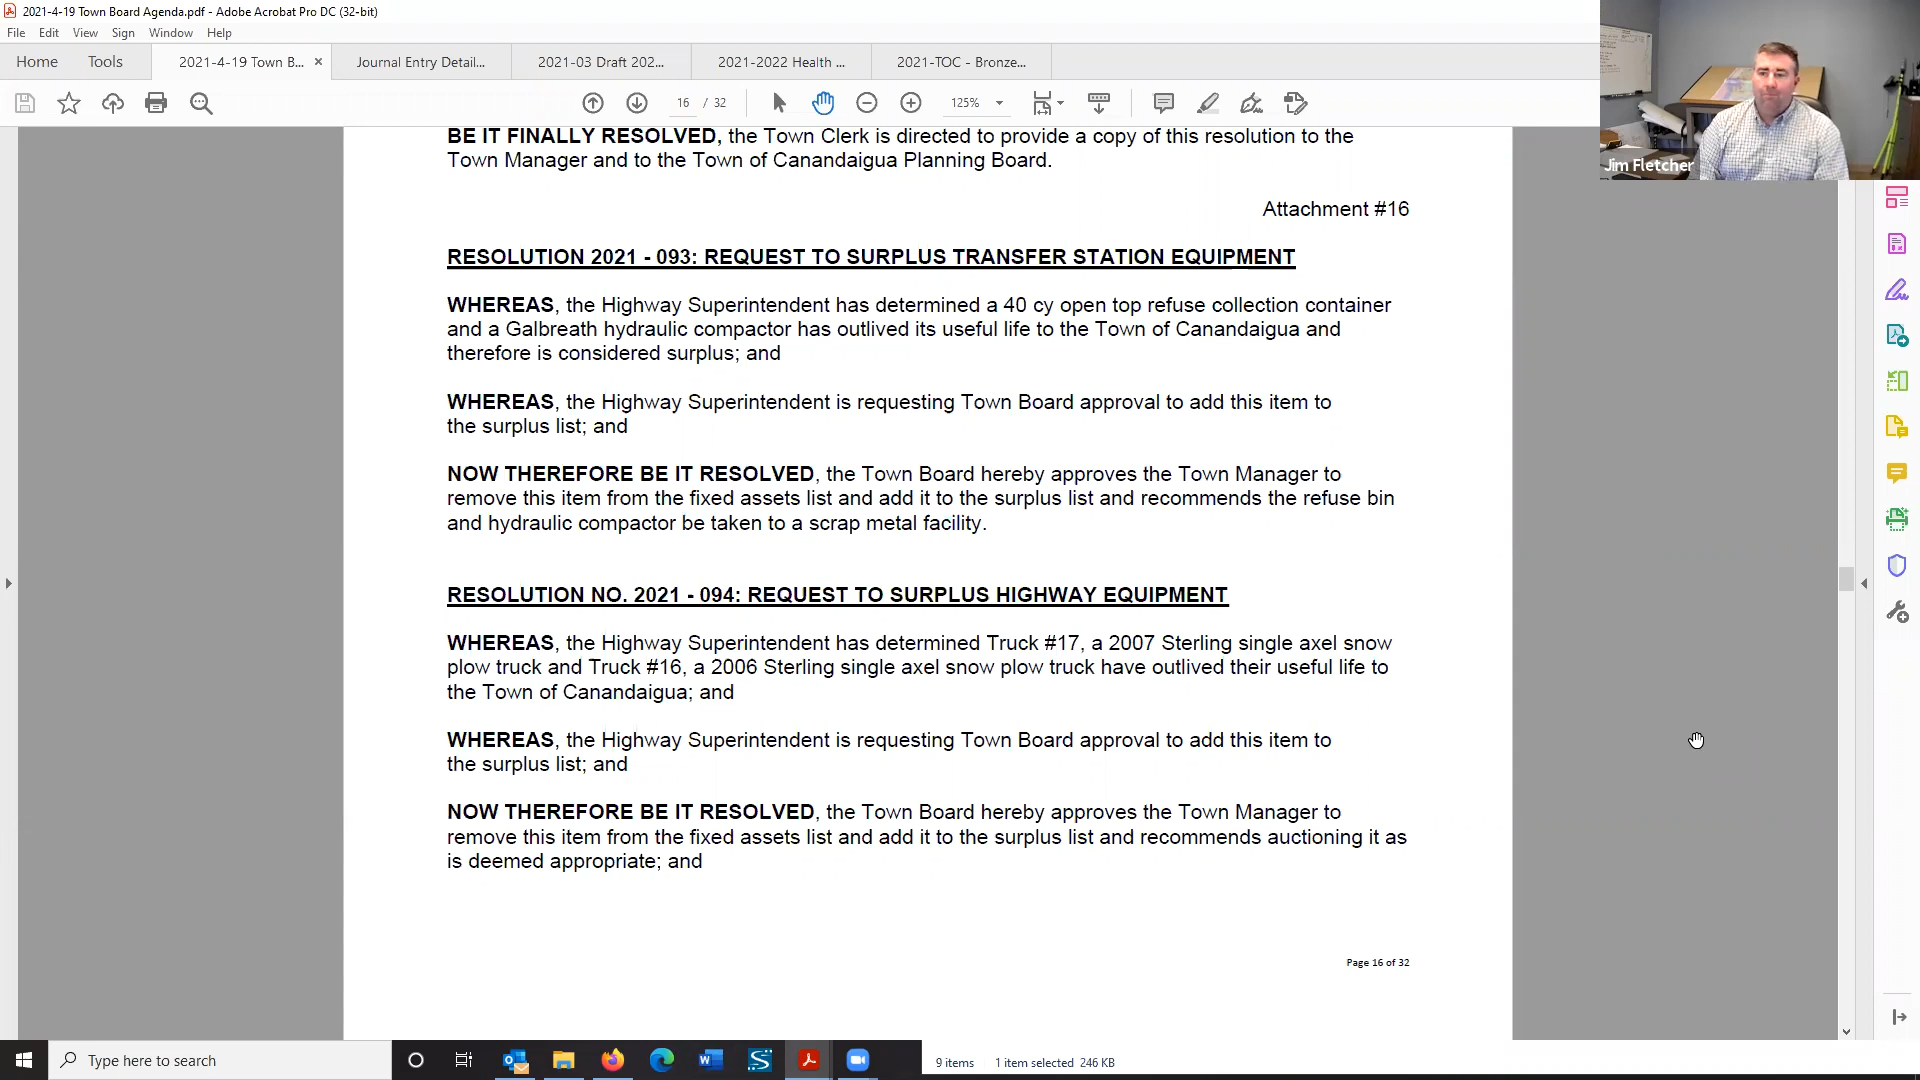 2021-4-19 Town Board Agenda.pdf - Adobe Acrobat Pro DC (32-bit)
File Edit View Sign Window Help
Home Tools 2021-4-19 Town B... × Journal Entry Detail... 2021-03 Draft 202... 2021-2022 Health ... 2021-TOC - Bronze...
16 / 32 125%
Jim Fletcher
BE IT FINALLY RESOLVED, the Town Clerk is directed to provide a copy of this resolution to the
Town Manager and to the Town of Canandaigua Planning Board.
Attachment #16
RESOLUTION 2021 - 093: REQUEST TO SURPLUS TRANSFER STATION EQUIPMENT
WHEREAS, the Highway Superintendent has determined a 40 cy open top refuse collection container
and a Galbreath hydraulic compactor has outlived its useful life to the Town of Canandaigua and
therefore is considered surplus; and
WHEREAS, the Highway Superintendent is requesting Town Board approval to add this item to
the surplus list; and
NOW THEREFORE BE IT RESOLVED, the Town Board hereby approves the Town Manager to
remove this item from the fixed assets list and add it to the surplus list and recommends the refuse bin
and hydraulic compactor be taken to a scrap metal facility.
RESOLUTION NO. 2021 - 094: REQUEST TO SURPLUS HIGHWAY EQUIPMENT
WHEREAS, the Highway Superintendent has determined Truck #17, a 2007 Sterling single axel snow
plow truck and Truck #16, a 2006 Sterling single axel snow plow truck have outlived their useful life to
the Town of Canandaigua; and
WHEREAS, the Highway Superintendent is requesting Town Board approval to add this item to
the surplus list; and
NOW THEREFORE BE IT RESOLVED, the Town Board hereby approves the Town Manager to
remove this item from the fixed assets list and add it to the surplus list and recommends auctioning it as
is deemed appropriate; and
Page 16 of 32
Type here to search
9 items 1 item selected 246 KB